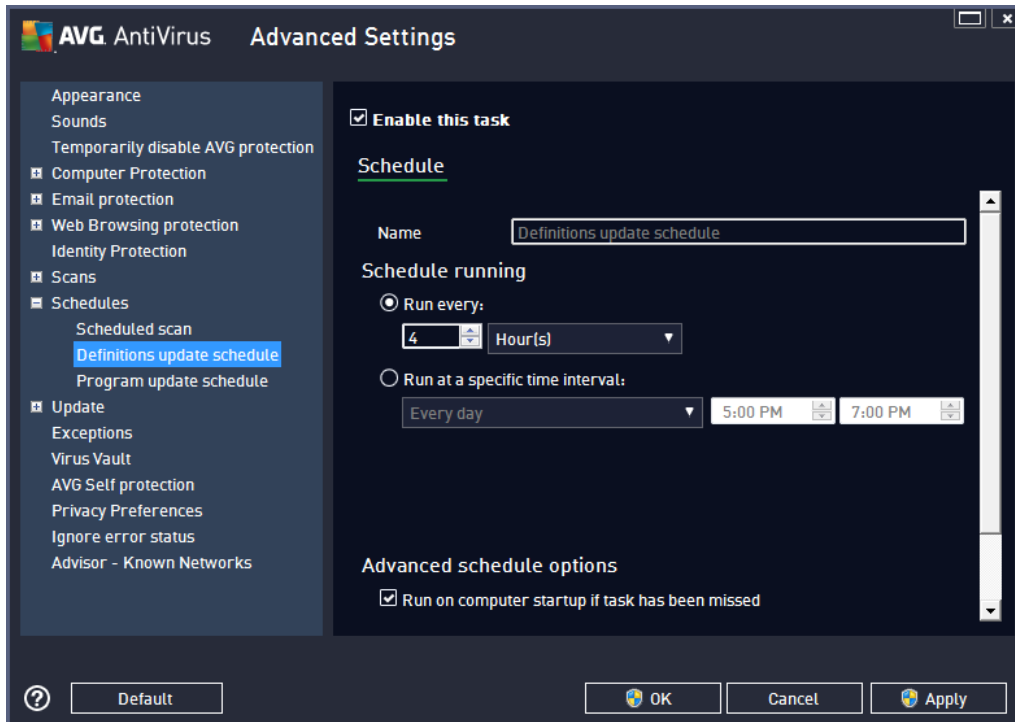 AVG AntiVirus Advanced Settings
Appearance
Sounds
Temporarily disable AVG protection
Computer Protection
Email protection
Web Browsing protection
Identity Protection
Scans
Schedules
Scheduled scan
Definitions update schedule
Program update schedule
Update
Exceptions
Virus Vault
AVG Self protection
Privacy Preferences
Ignore error status
Advisor - Known Networks
Enable this task
Schedule
Name Definitions update schedule
Schedule running
Run every:
4 Hour(s)
Run at a specific time interval:
Every day 5:00 PM 7:00 PM
Advanced schedule options
Run on computer startup if task has been missed
? Default OK Cancel Apply